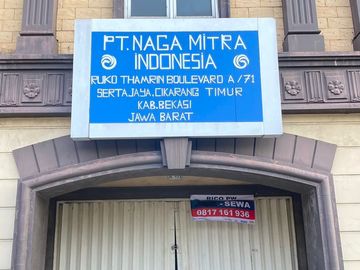 PT. NAGA MITRA
INDONESIA
RUKO THAMRIN BOULEVARD A/71
SERTAJAYA, CIKARANG TIMUR
KAB. BEKASI
JAWA BARAT
SEWA
0817 161 936